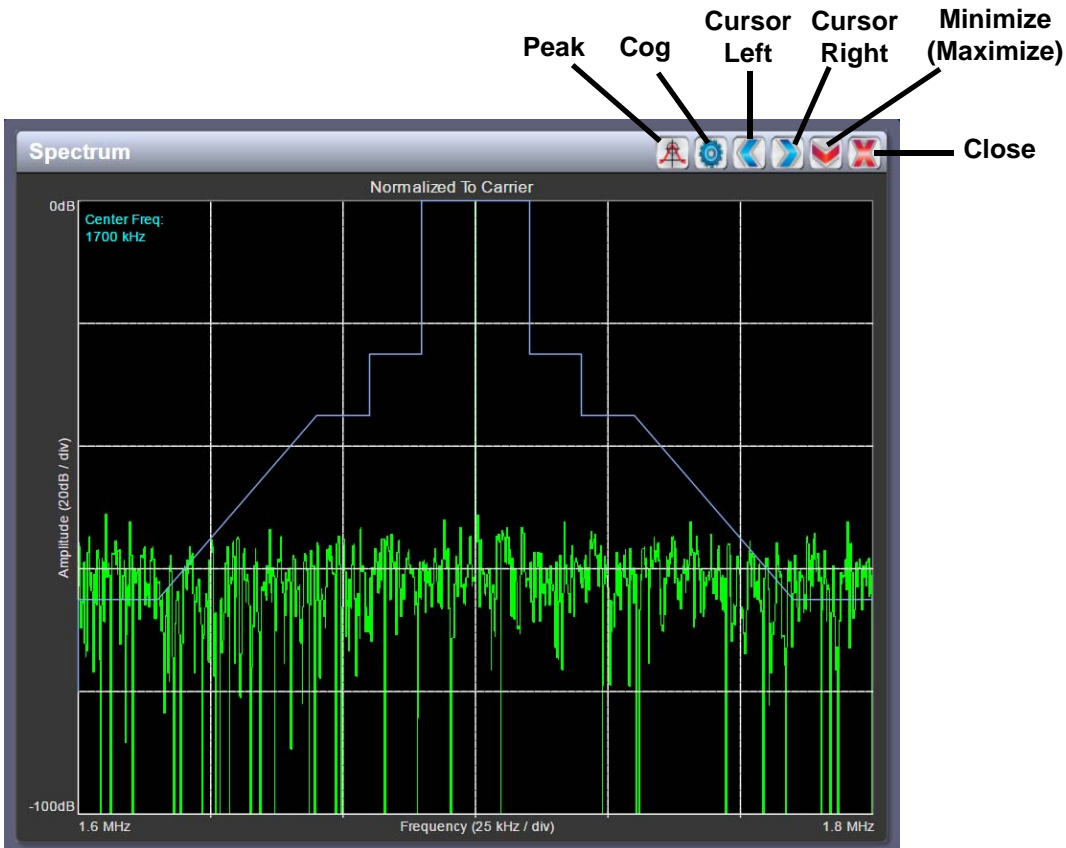 Peak
Cog
Cursor
Left
Cursor
Right
Minimize
(Maximize)
Close
Spectrum
Normalized To Carrier
0dB
Center Freq:
1700 kHz
Amplitude (20dB / div)
-100dB
1.6 MHz
Frequency (25 kHz / div)
1.8 MHz